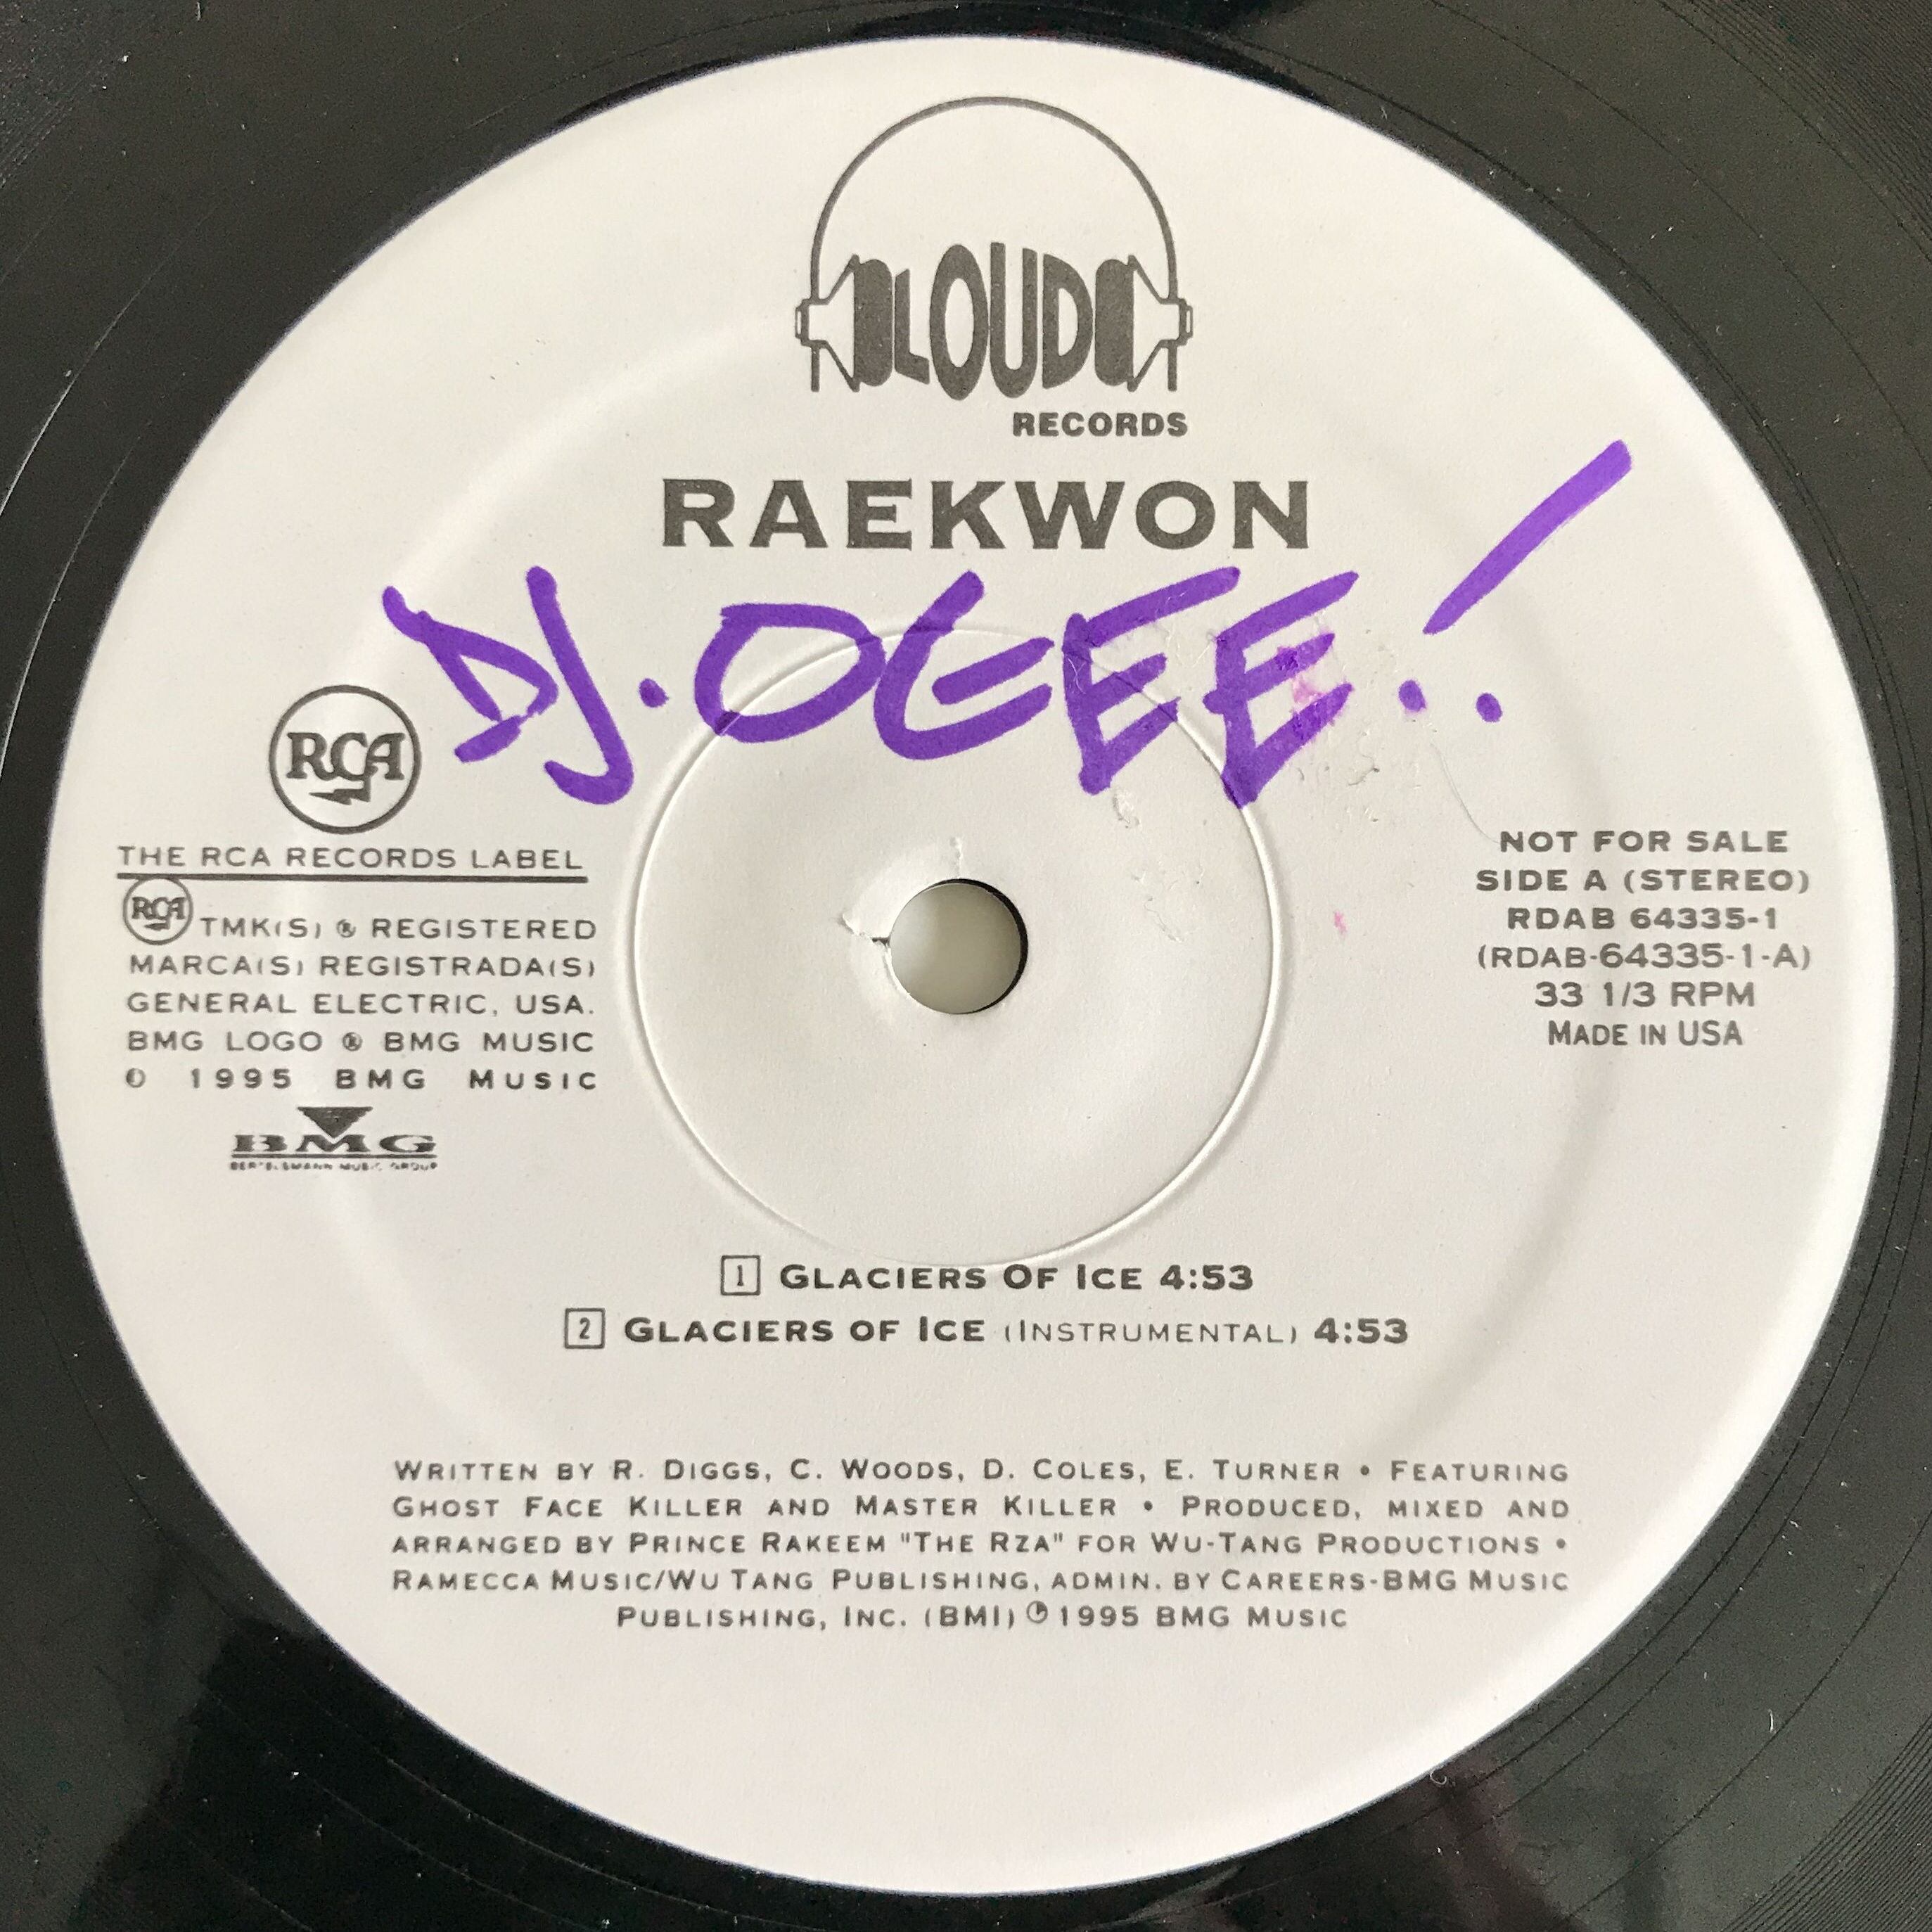 LOUD
RECORDS
RAEKWON
DJ. OGEE!
RCA
THE RCA RECORDS LABEL
RCA TMK(S) ® REGISTERED
MARCA(S) REGISTRADA(S)
GENERAL ELECTRIC, USA.
BMG LOGO ® BMG MUSIC
© 1995 BMG MUSIC
BMG
BERTELSMANN MUSIC GROUP
NOT FOR SALE
SIDE A (STEREO)
RDAB 64335-1
(RDAB-64335-1-A)
33 1/3 RPM
MADE IN USA
1 GLACIERS OF ICE 4:53
2 GLACIERS OF ICE (INSTRUMENTAL) 4:53
WRITTEN BY R. DIGGS, C. WOODS, D. COLES, E. TURNER • FEATURING
GHOST FACE KILLER AND MASTER KILLER • PRODUCED, MIXED AND
ARRANGED BY PRINCE RAKEEM "THE RZA" FOR WU-TANG PRODUCTIONS •
RAMECCA MUSIC/WU TANG PUBLISHING, ADMIN. BY CAREERS-BMG MUSIC
PUBLISHING, INC. (BMI) ℗ 1995 BMG MUSIC